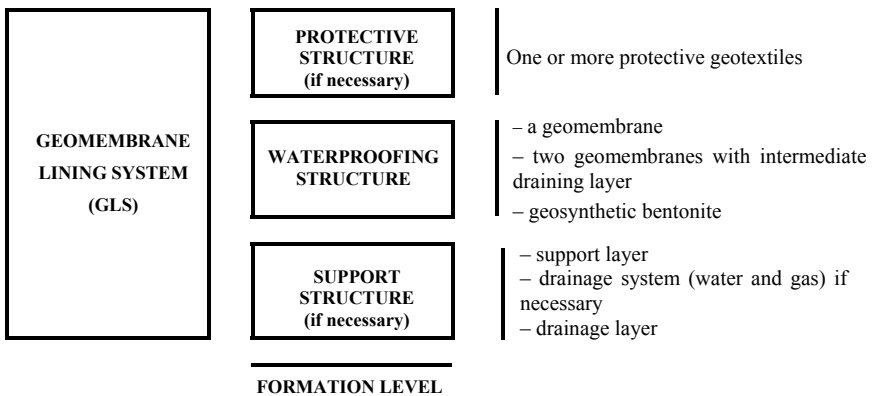 GEOMEMBRANE
LINING SYSTEM
(GLS)
PROTECTIVE
STRUCTURE
(if necessary)
One or more protective geotextiles
WATERPROOFING
STRUCTURE
– a geomembrane
– two geomembranes with intermediate
draining layer
– geosynthetic bentonite
SUPPORT
STRUCTURE
(if necessary)
– support layer
– drainage system (water and gas) if
necessary
– drainage layer
FORMATION LEVEL